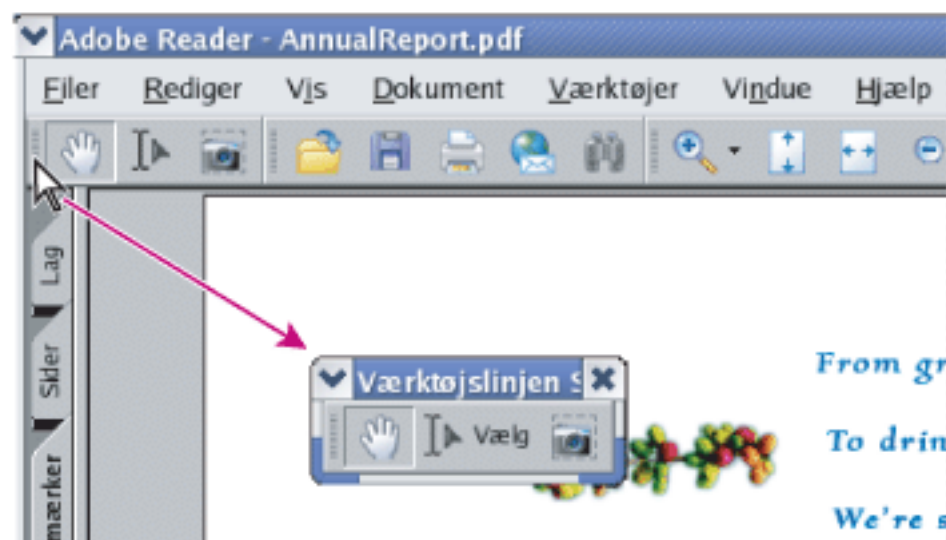 Adobe Reader - AnnualReport.pdf
Filer Rediger Vis Dokument Værktøjer Vindue Hjælp
Lag
Sider
mærker
Værktøjslinjen S
Vælg
From gr
To drin
We're s